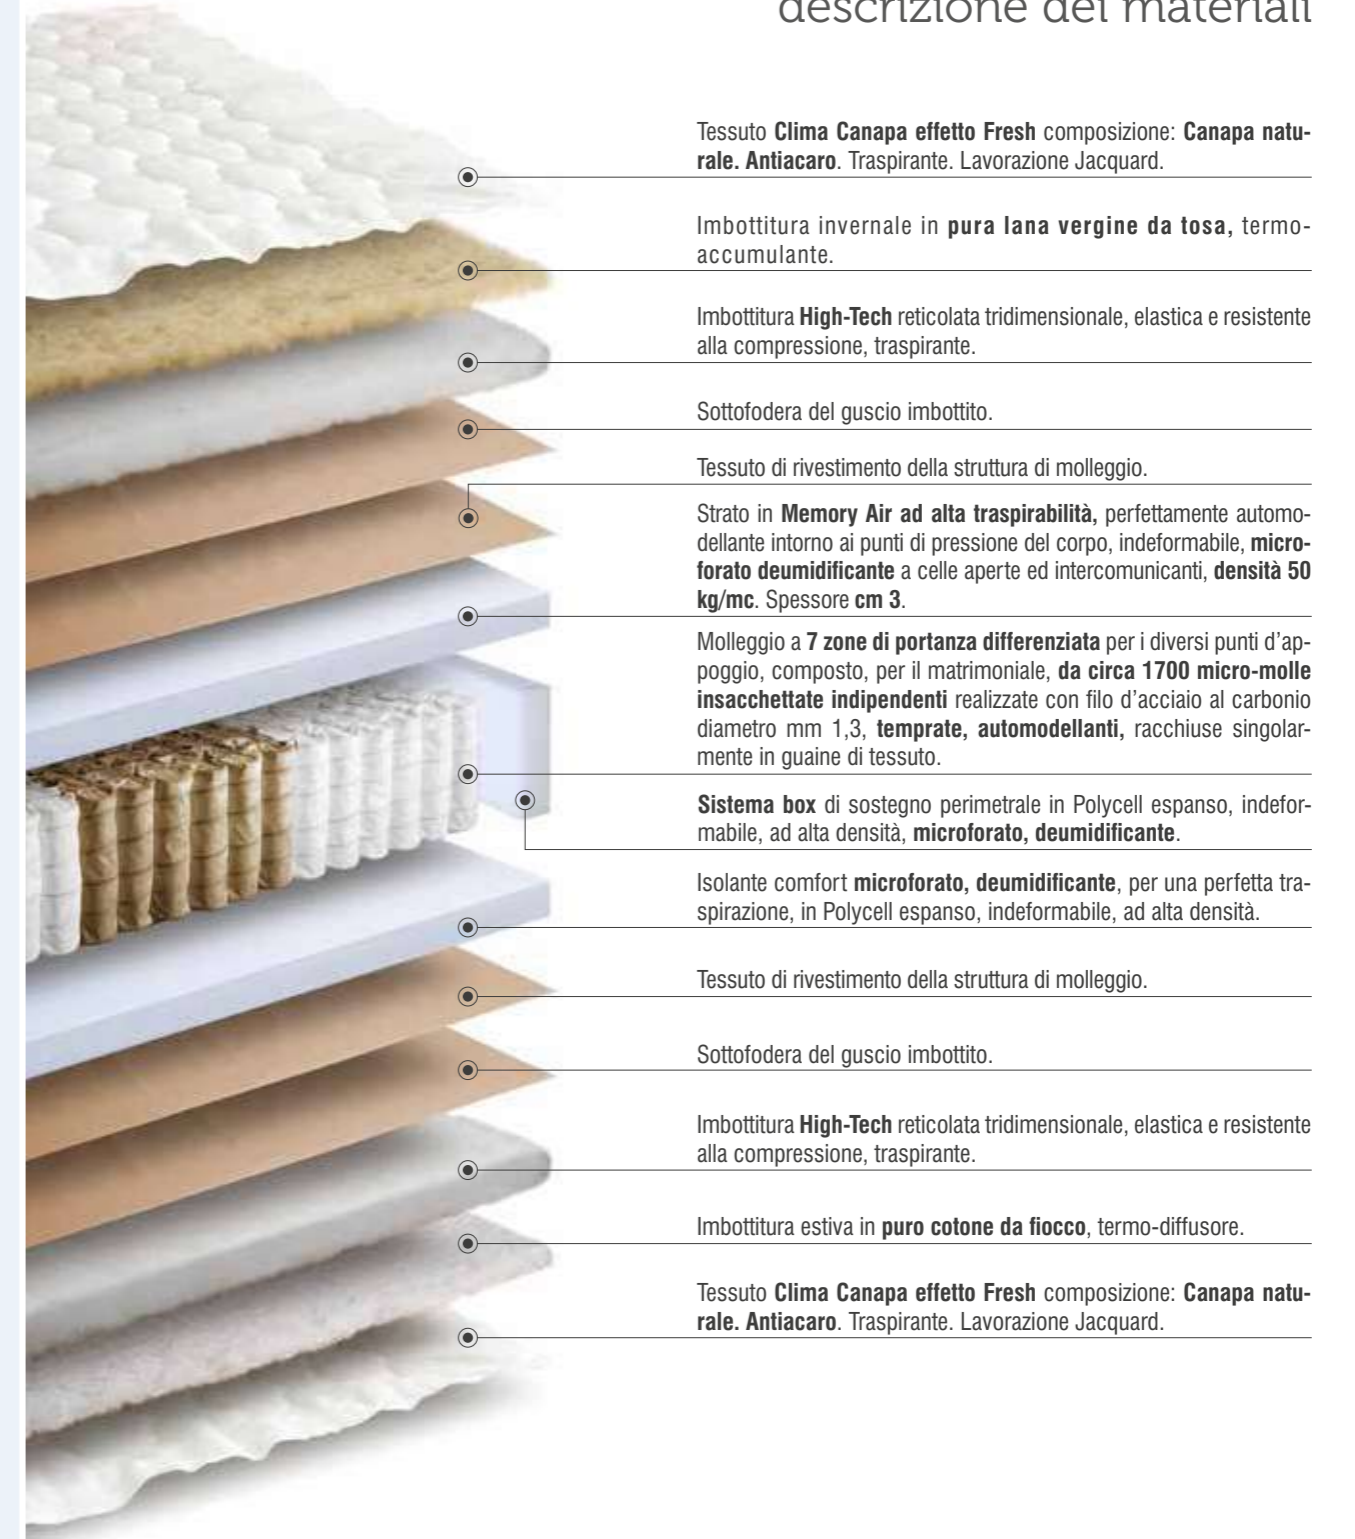 descrizione dei materiali
Tessuto Clima Canapa effetto Fresh composizione: Canapa natu-
rale. Antiacaro. Traspirante. Lavorazione Jacquard.
Imbottitura invernale in pura lana vergine da tosa, termo-
accumulante.
Imbottitura High-Tech reticolata tridimensionale, elastica e resistente
alla compressione, traspirante.
Sottofodera del guscio imbottito.
Tessuto di rivestimento della struttura di molleggio.
Strato in Memory Air ad alta traspirabilità, perfettamente automo-
dellante intorno ai punti di pressione del corpo, indeformabile, micro-
forato deumidificante a celle aperte ed intercomunicanti, densità 50
kg/mc. Spessore cm 3.
Molleggio a 7 zone di portanza differenziata per i diversi punti d'ap-
poggio, composto, per il matrimoniale, da circa 1700 micro-molle
insacchettate indipendenti realizzate con filo d'acciaio al carbonio
diametro mm 1,3, temprate, automodellanti, racchiuse singolar-
mente in guaine di tessuto.
Sistema box di sostegno perimetrale in Polycell espanso, indefor-
mabile, ad alta densità, microforato, deumidificante.
Isolante comfort microforato, deumidificante, per una perfetta tra-
spirazione, in Polycell espanso, indeformabile, ad alta densità.
Tessuto di rivestimento della struttura di molleggio.
Sottofodera del guscio imbottito.
Imbottitura High-Tech reticolata tridimensionale, elastica e resistente
alla compressione, traspirante.
Imbottitura estiva in puro cotone da fiocco, termo-diffusore.
Tessuto Clima Canapa effetto Fresh composizione: Canapa natu-
rale. Antiacaro. Traspirante. Lavorazione Jacquard.